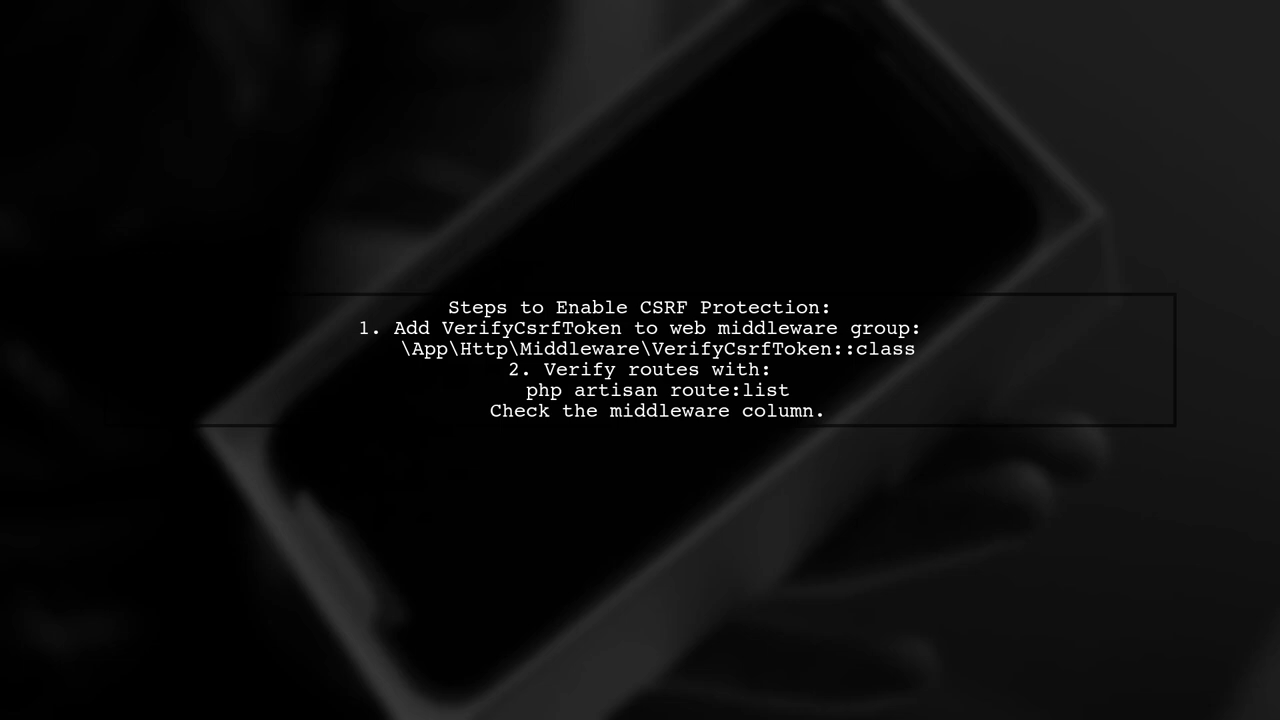 Steps to Enable CSRF Protection:
1. Add VerifyCsrfToken to web middleware group:
\App\Http\Middleware\VerifyCsrfToken::class
2. Verify routes with:
php artisan route:list
Check the middleware column.